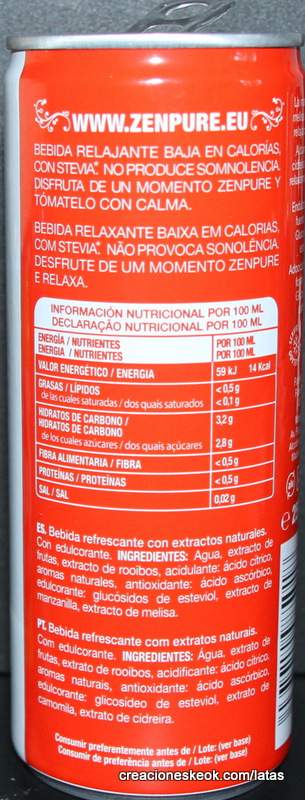 WWW.ZENPURE.EU
BEBIDA RELAJANTE BAJA EN CALORÍAS,
CON STEVIA*. NO PRODUCE SOMNOLENCIA.
DISFRUTA DE UN MOMENTO ZENPURE Y
TÓMATELO CON CALMA.
BEBIDA RELAXANTE BAIXA EM CALORIAS,
COM STEVIA*. NÃO PROVOCA SONOLÊNCIA.
DESFRUTE DE UM MOMENTO ZENPURE
E RELAXA.
INFORMACIÓN NUTRICIONAL POR 100 ML
DECLARAÇÃO NUTRICIONAL POR 100 ML
ENERGÍA / NUTRIENTES POR 100 ML
ENERGIA / NUTRIENTES POR 100 ML
VALOR ENERGÉTICO / ENERGIA 59 kJ 14 Kcal
GRASAS / LÍPIDOS < 0,5 g
de las cuales saturadas / dos quais saturados < 0,1 g
HIDRATOS DE CARBONO / 3,2 g
HIDRATOS DE CARBONO
de los cuales azúcares / dos quais açúcares 2,8 g
FIBRA ALIMENTARIA / FIBRA < 0,5 g
PROTEÍNAS / PROTEÍNAS < 0,5 g
SAL / SAL 0,02 g
ES. Bebida refrescante con extractos naturales.
Con edulcorante. INGREDIENTES: Agua, extracto de
frutas, extracto de rooibos, acidulante: ácido cítrico,
aromas naturales, antioxidante: ácido ascórbico,
edulcorante: glucósidos de esteviol, extracto de
manzanilla, extracto de melisa.
PT. Bebida refrescante com extratos naturais.
Com edulcorante. INGREDIENTES: Água, extrato de
frutas, extrato de rooibos, acidificante: ácido cítrico,
aromas naturais, antioxidante: ácido ascórbico,
edulcorante: glicosídeo de esteviol, extrato de
camomila, extrato de cidreira.
Consumir preferentemente antes de / Lote: (ver base)
Consumir de preferência antes de / Lote: (ver base)
creacioneskeok.com/latas